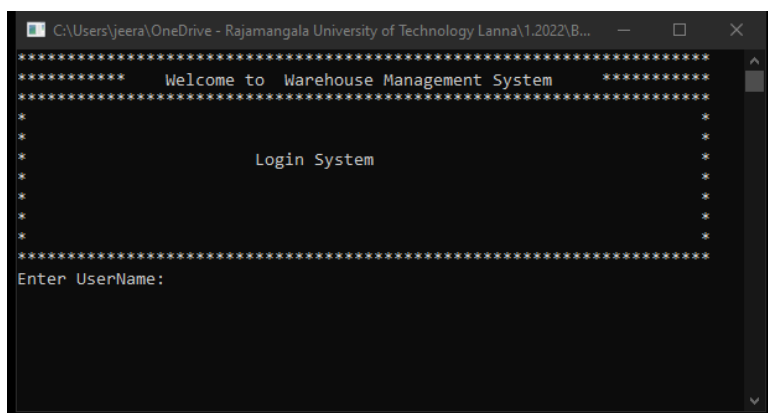 C:\Users\jeera\OneDrive - Rajamangala University of Technology Lanna\1.2022\B...
**********************************************************************
***********    Welcome to  Warehouse Management System     ***********
**********************************************************************
*                                                                    *
*                                                                    *
*                       Login System                                 *
*                                                                    *
*                                                                    *
*                                                                    *
*                                                                    *
**********************************************************************
Enter UserName: